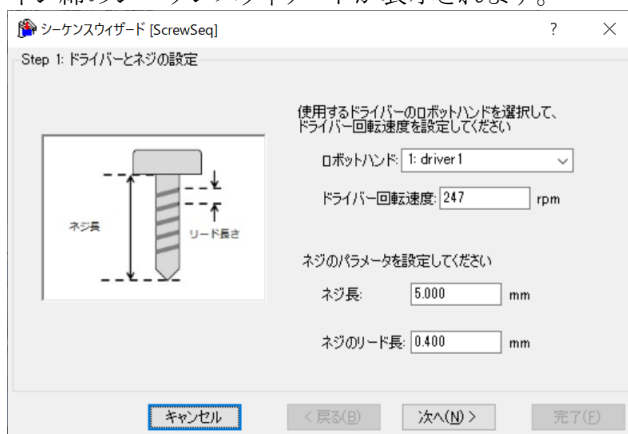 シーケンスウィザード [ScrewSeq]
? ×
Step 1: ドライバーとネジの設定
使用するドライバーのロボットハンドを選択して、
ドライバー回転速度を設定してください
ロボットハンド: 1: driver1
ドライバー回転速度: 247 rpm
ネジ長
リード長さ
ネジのパラメータを設定してください
ネジ長: 5.000 mm
ネジのリード長: 0.400 mm
キャンセル
< 戻る(B)
次へ(N) >
完了(F)